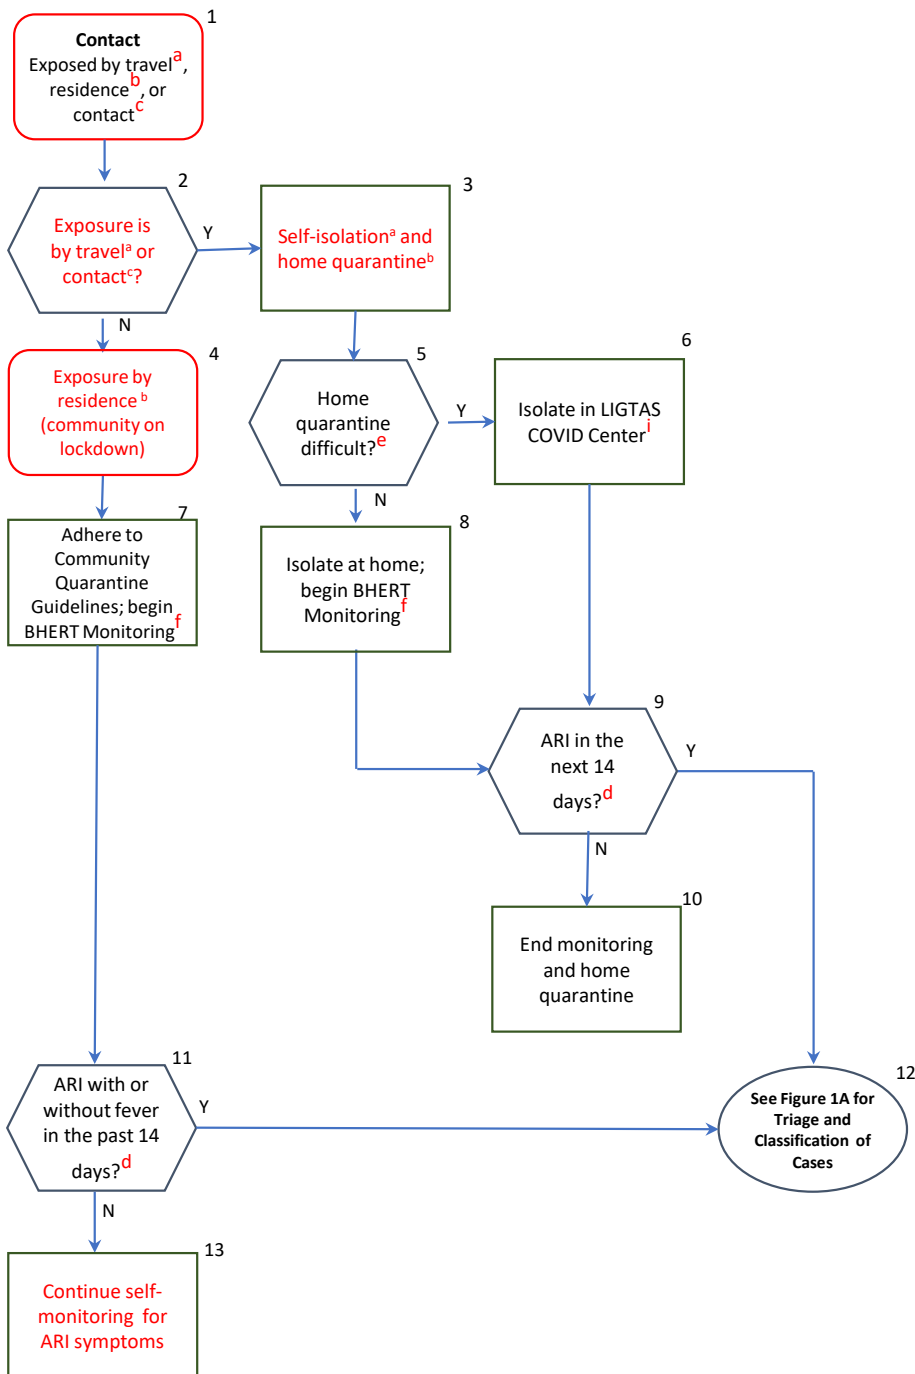 1
Contact
Exposed by travel^a,
residence^b, or
contact^c
2
Exposure is
by travel^a or
contact^c?
Y
3
Self-isolation^a and
home quarantine^b
N
4
Exposure by
residence ^b
(community on
lockdown)
5
Home
quarantine
difficult?^e
Y
6
Isolate in LIGTAS
COVID Center^i
N
7
Adhere to
Community
Quarantine
Guidelines; begin
BHERT Monitoring^f
8
Isolate at home;
begin BHERT
Monitoring^f
9
ARI in the
next 14
days?^d
Y
N
10
End monitoring
and home
quarantine
11
ARI with or
without fever
in the past 14
days?^d
Y
12
See Figure 1A for
Triage and
Classification of
Cases
N
13
Continue self-
monitoring for
ARI symptoms